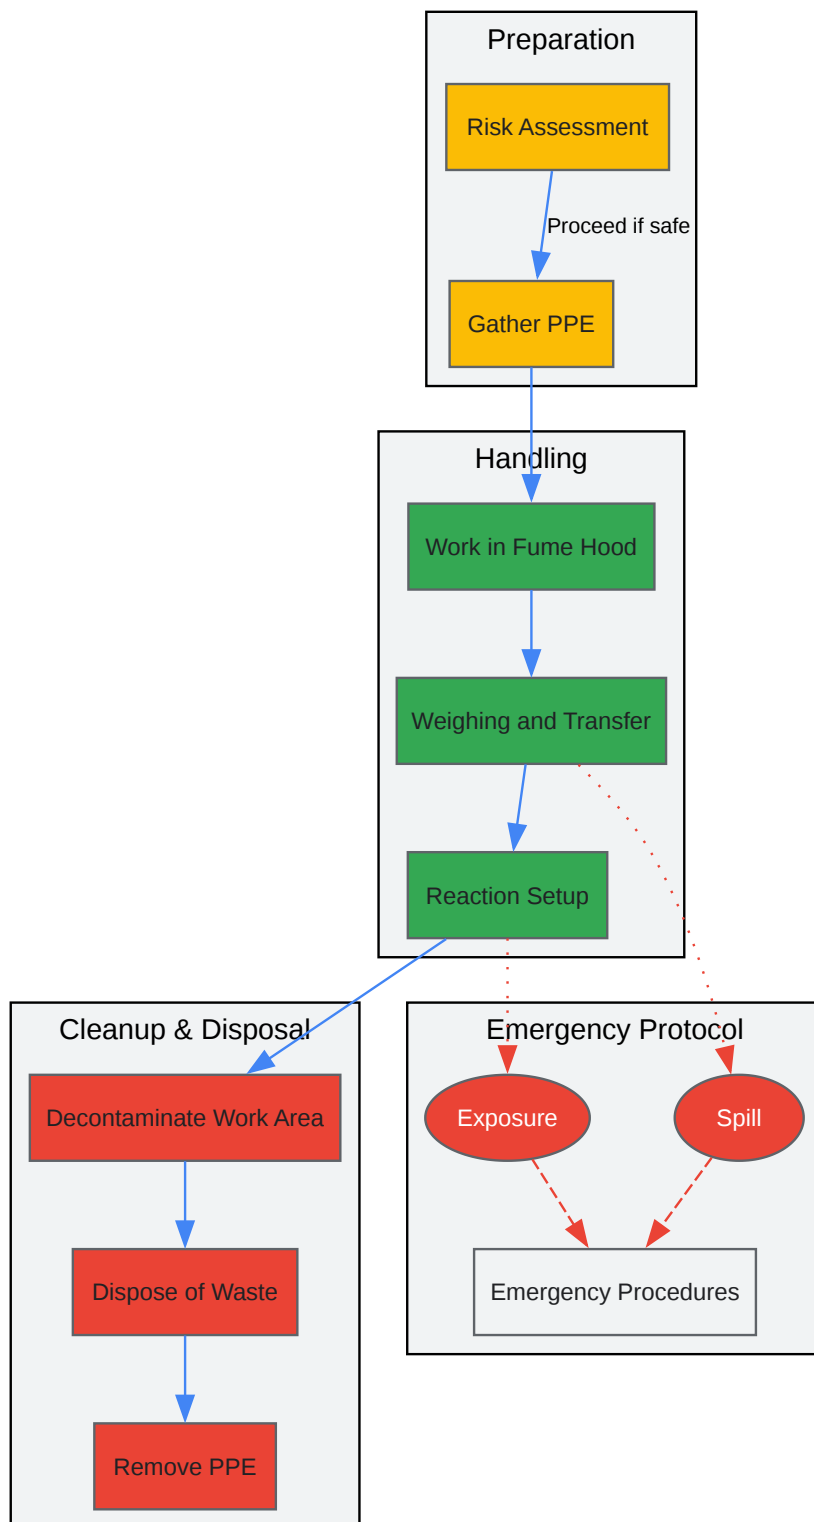 Preparation
Risk Assessment
Proceed if safe
Gather PPE
Handling
Work in Fume Hood
Weighing and Transfer
Reaction Setup
Cleanup & Disposal
Decontaminate Work Area
Dispose of Waste
Remove PPE
Emergency Protocol
Exposure
Spill
Emergency Procedures